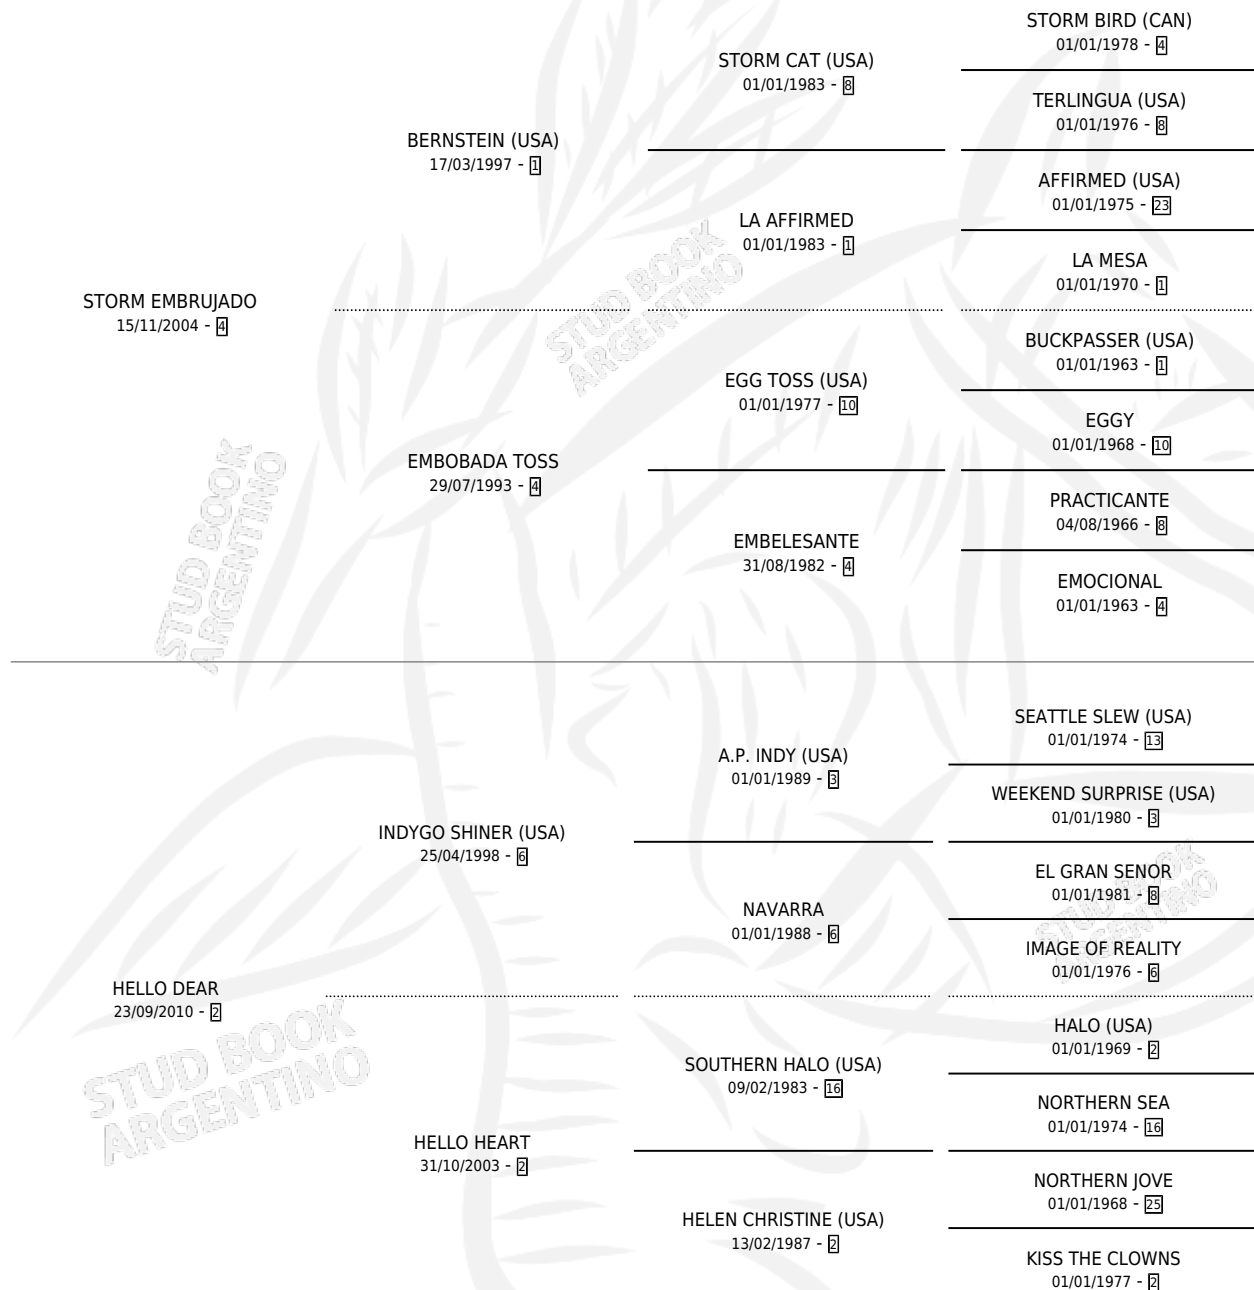 STORM BIRD (CAN)
01/01/1978 - 4
STORM CAT (USA)
01/01/1983 - 8
TERLINGUA (USA)
01/01/1976 - 8
BERNSTEIN (USA)
17/03/1997 - 1
AFFIRMED (USA)
01/01/1975 - 23
LA AFFIRMED
01/01/1983 - 1
LA MESA
01/01/1970 - 1
STORM EMBRUJADO
15/11/2004 - 4
BUCKPASSER (USA)
01/01/1963 - 1
EGG TOSS (USA)
01/01/1977 - 10
EGGY
01/01/1968 - 10
EMBOBADA TOSS
29/07/1993 - 4
PRACTICANTE
04/08/1966 - 8
EMBELESANTE
31/08/1982 - 4
EMOCIONAL
01/01/1963 - 4
SEATTLE SLEW (USA)
01/01/1974 - 13
A.P. INDY (USA)
01/01/1989 - 3
WEEKEND SURPRISE (USA)
01/01/1980 - 3
INDYGO SHINER (USA)
25/04/1998 - 6
EL GRAN SENOR
01/01/1981 - 8
NAVARRA
01/01/1988 - 6
IMAGE OF REALITY
01/01/1976 - 6
HELLO DEAR
23/09/2010 - 2
HALO (USA)
01/01/1969 - 2
SOUTHERN HALO (USA)
09/02/1983 - 16
NORTHERN SEA
01/01/1974 - 16
HELLO HEART
31/10/2003 - 2
NORTHERN JOVE
01/01/1968 - 25
HELEN CHRISTINE (USA)
13/02/1987 - 2
KISS THE CLOWNS
01/01/1977 - 2
STUD BOOK
ARGENTINO
STUD BOOK
ARGENTINO
STUD BOOK
ARGENTINO
STUD BOOK
ARGENTINO